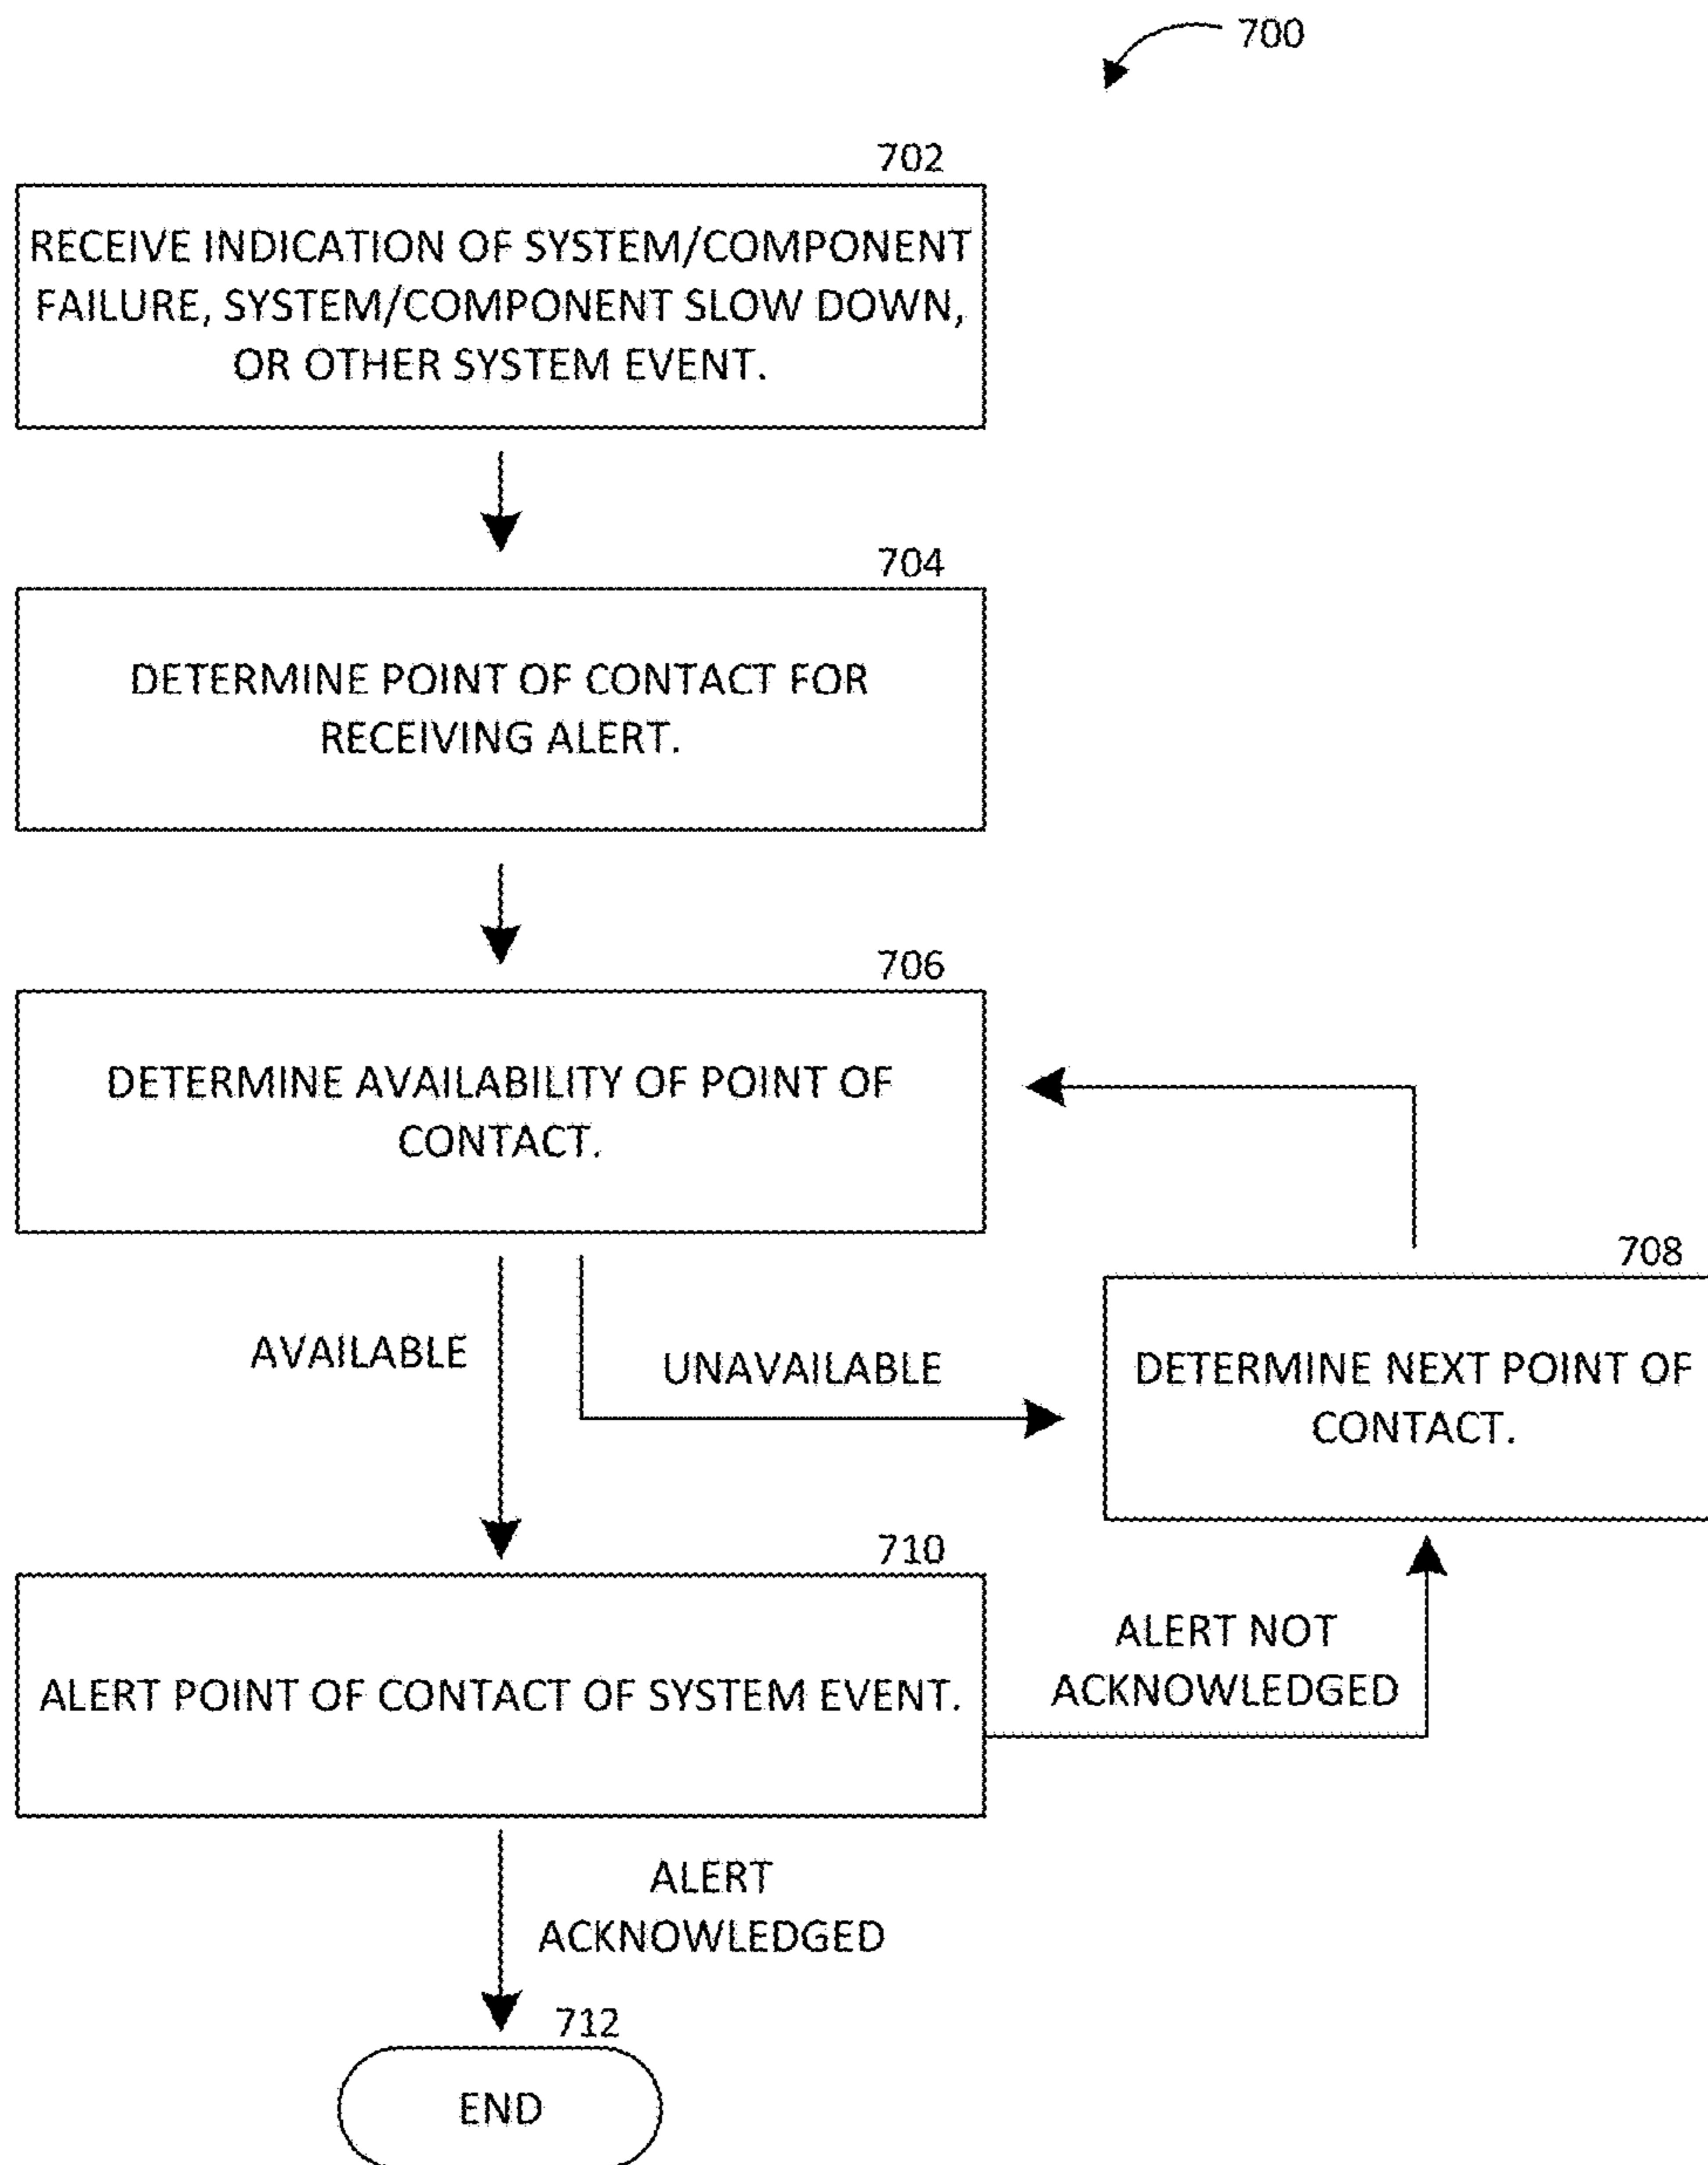 700
702
RECEIVE INDICATION OF SYSTEM/COMPONENT
FAILURE, SYSTEM/COMPONENT SLOW DOWN,
OR OTHER SYSTEM EVENT.
704
DETERMINE POINT OF CONTACT FOR
RECEIVING ALERT.
706
DETERMINE AVAILABILITY OF POINT OF
CONTACT.
AVAILABLE
UNAVAILABLE
708
DETERMINE NEXT POINT OF
CONTACT.
710
ALERT POINT OF CONTACT OF SYSTEM EVENT.
ALERT NOT
ACKNOWLEDGED
ALERT
ACKNOWLEDGED
712
END